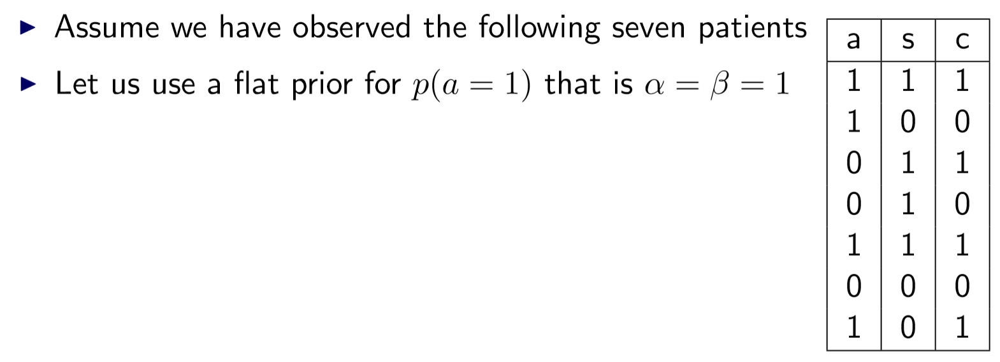 ▶ Assume we have observed the following seven patients
▶ Let us use a flat prior for p(a = 1) that is α = β = 1
a s c
1 1 1
1 0 0
0 1 1
0 1 0
1 1 1
0 0 0
1 0 1